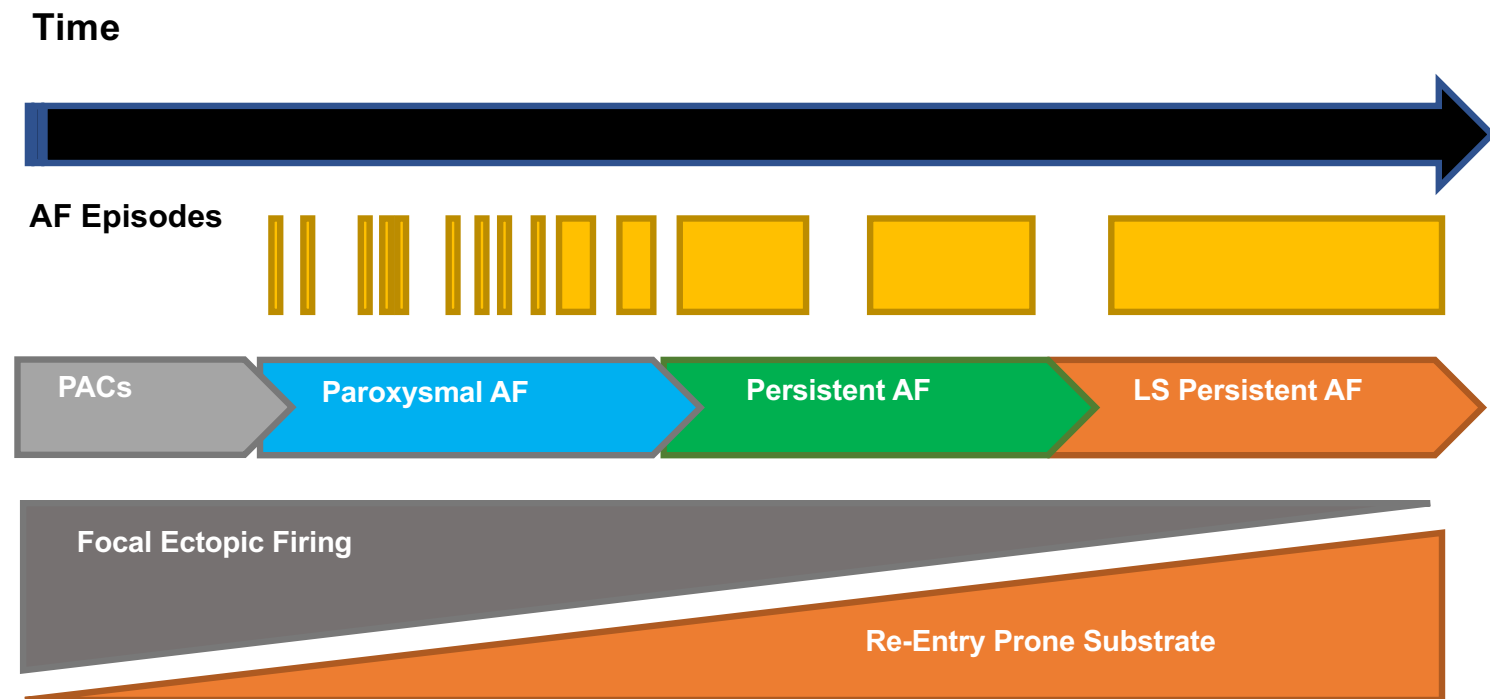 Time
AF Episodes
PACs
Paroxysmal AF
Persistent AF
LS Persistent AF
Focal Ectopic Firing
Re-Entry Prone Substrate